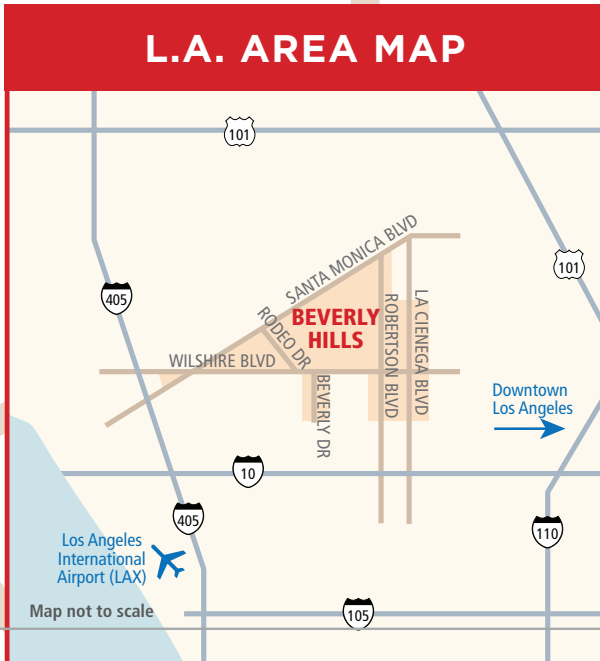 L.A. AREA MAP
101
101
405
SANTA MONICA BLVD
RODEO DR
BEVERLY
HILLS
ROBERTSON BLVD
LA CIENEGA BLVD
WILSHIRE BLVD
BEVERLY DR
Downtown
Los Angeles
10
405
110
Los Angeles
International
Airport (LAX)
Map not to scale
105